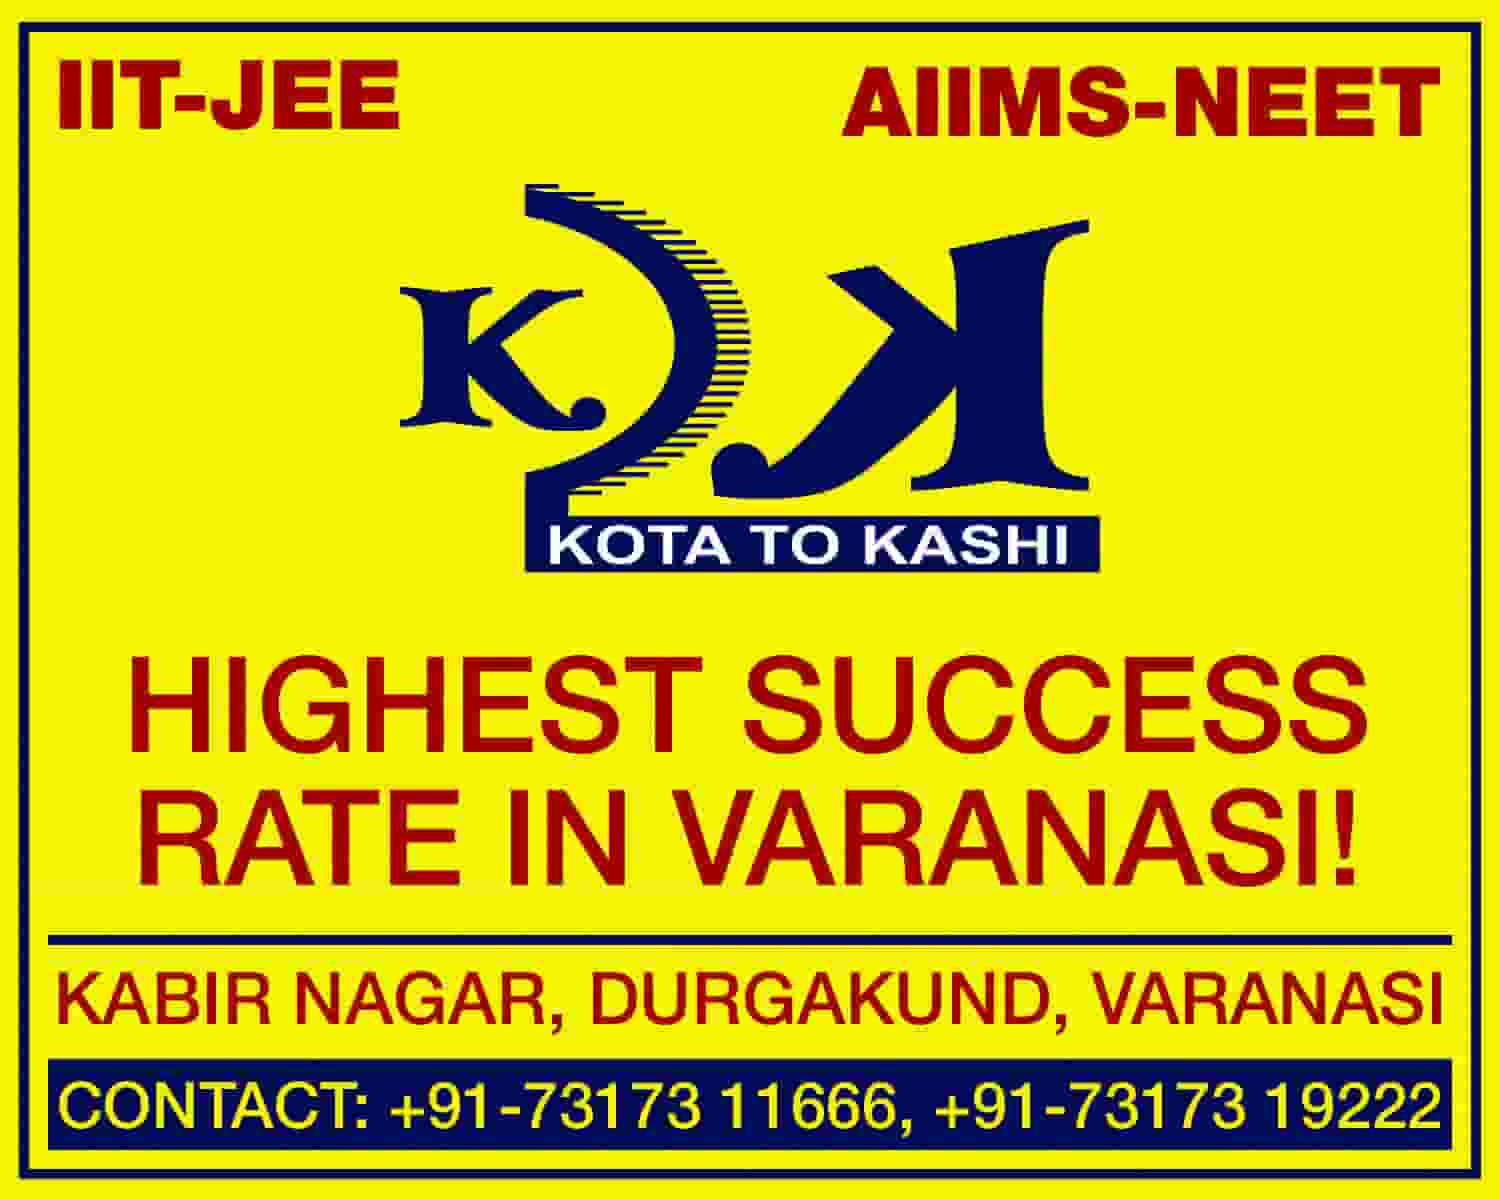 IIT-JEE
AIIMS-NEET
K2K
KOTA TO KASHI
HIGHEST SUCCESS
RATE IN VARANASI!
KABIR NAGAR, DURGAKUND, VARANASI
CONTACT: +91-73173 11666, +91-73173 19222